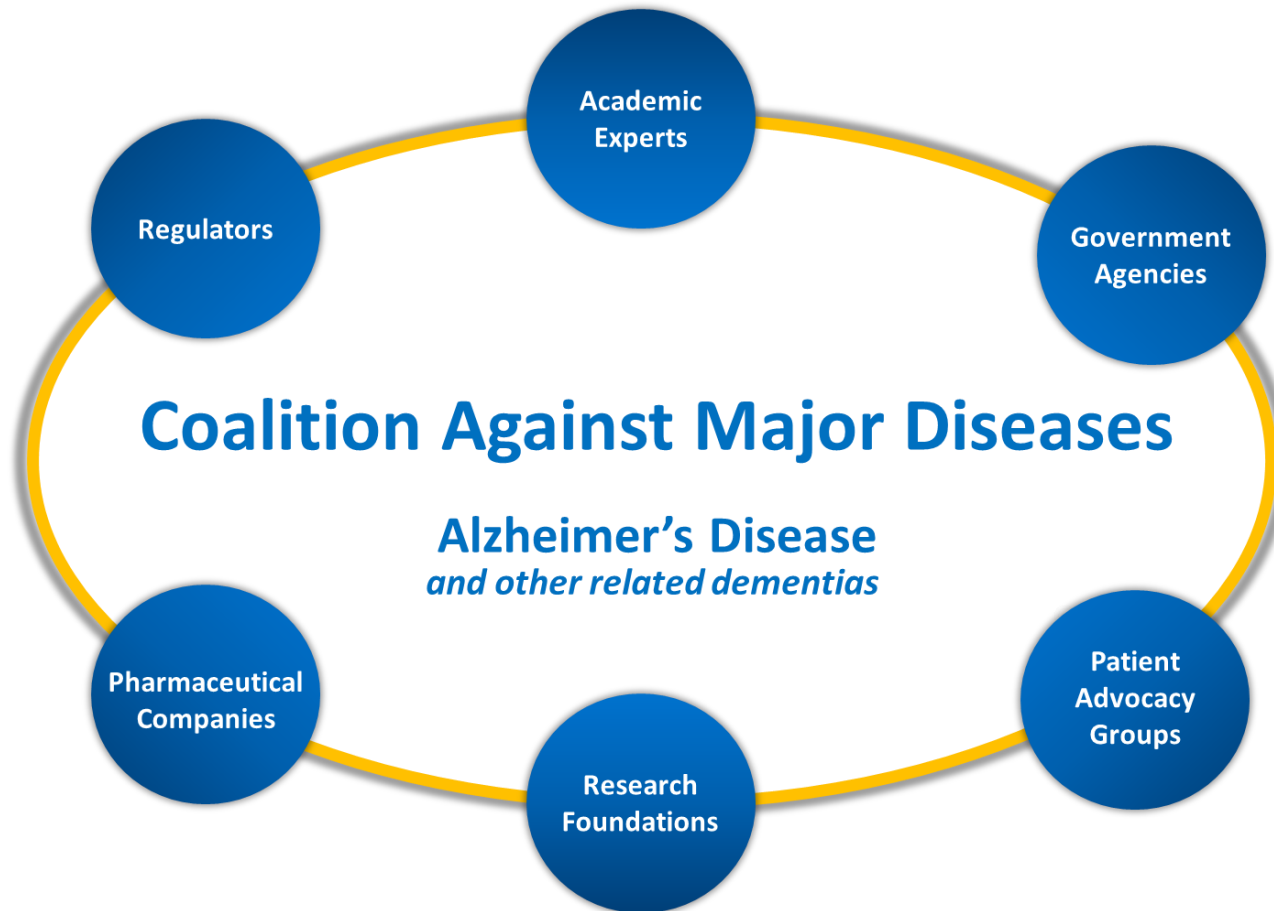 Academic
Experts
Regulators
Government
Agencies
Coalition Against Major Diseases
Alzheimer’s Disease
and other related dementias
Pharmaceutical
Companies
Patient
Advocacy
Groups
Research
Foundations